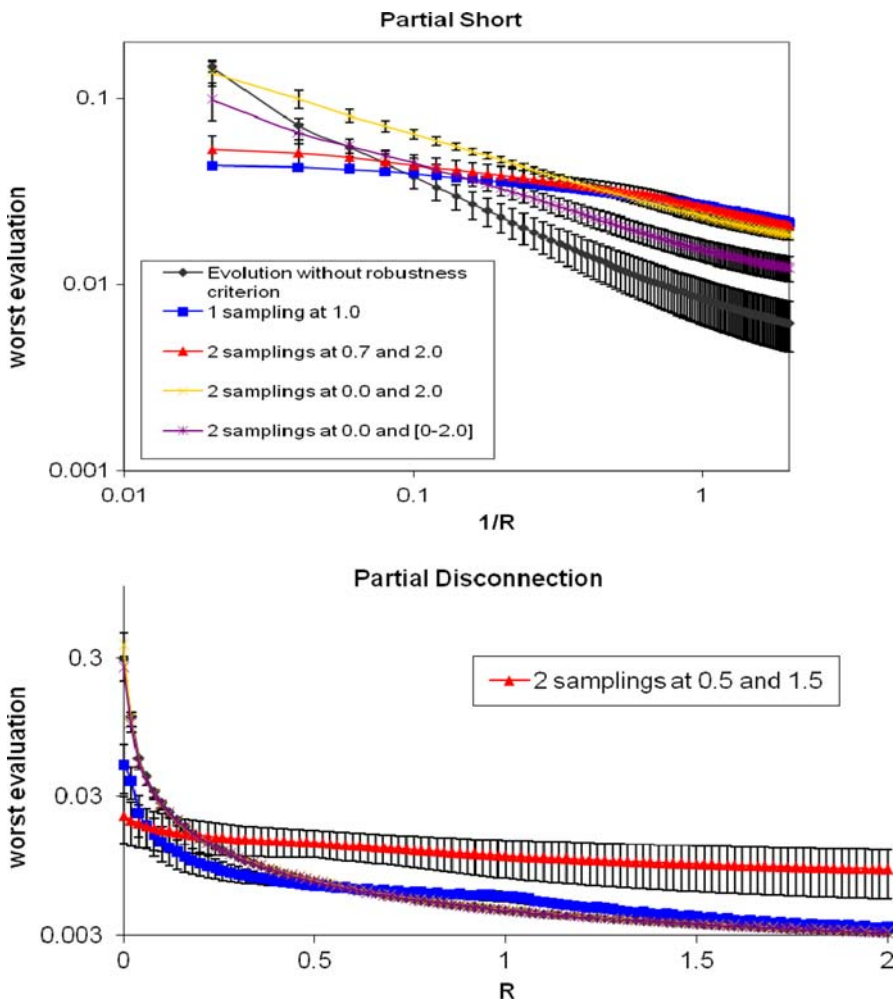 Partial Short
0.1
0.01
0.001
worst evaluation
Evolution without robustness
criterion
1 sampling at 1.0
2 samplings at 0.7 and 2.0
2 samplings at 0.0 and 2.0
2 samplings at 0.0 and [0-2.0]
0.01
0.1
1
1/R
Partial Disconnection
0.3
0.03
0.003
worst evaluation
2 samplings at 0.5 and 1.5
0
0.5
1
1.5
2
R